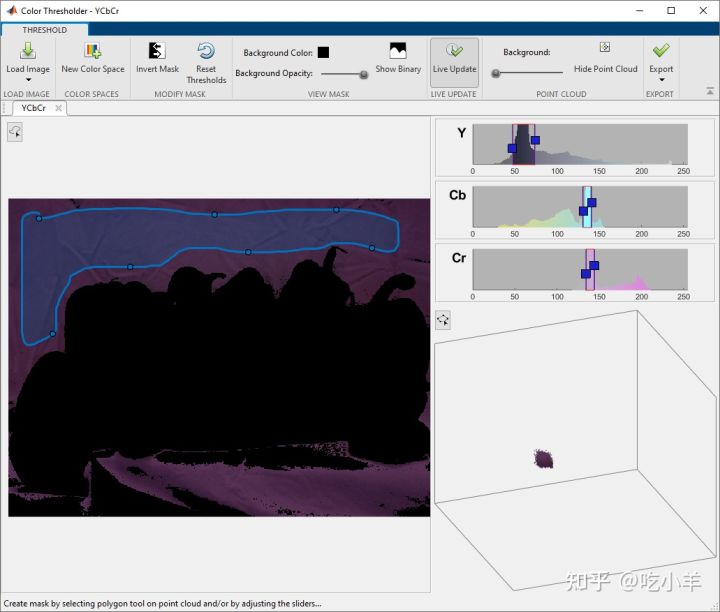 Color Thresholder - YCbCr
THRESHOLD
Load Image
New Color Space
Invert Mask
Reset
Thresholds
Background Color:
Background Opacity:
Show Binary
Live Update
Background:
Hide Point Cloud
Export
LOAD IMAGE
COLOR SPACES
MODIFY MASK
VIEW MASK
LIVE UPDATE
POINT CLOUD
EXPORT
YCbCr
Y
0 50 100 150 200 250
Cb
0 50 100 150 200 250
Cr
0 50 100 150 200 250
知乎 @吃小羊
Create mask by selecting polygon tool on point cloud and/or by adjusting the sliders...